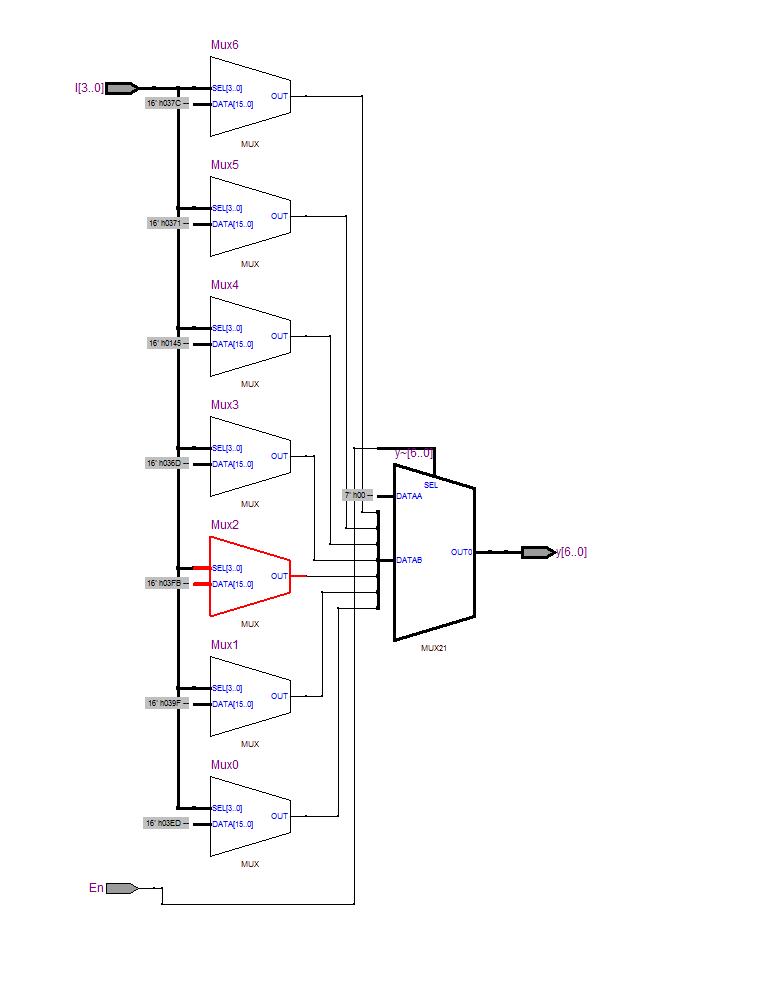 Mux6
I[3..0]
SEL[3..0]
16' h037C
DATA[15..0]
OUT
MUX
Mux5
SEL[3..0]
16' h0371
DATA[15..0]
OUT
MUX
Mux4
SEL[3..0]
16' h0145
DATA[15..0]
OUT
MUX
Mux3
SEL[3..0]
16' h036D
DATA[15..0]
OUT
MUX
y~[6..0]
SEL
7' h00
DATAA
DATAB
OUT0
y[6..0]
MUX21
Mux2
SEL[3..0]
16' h03FB
DATA[15..0]
OUT
MUX
Mux1
SEL[3..0]
16' h039F
DATA[15..0]
OUT
MUX
Mux0
SEL[3..0]
16' h03ED
DATA[15..0]
OUT
MUX
En